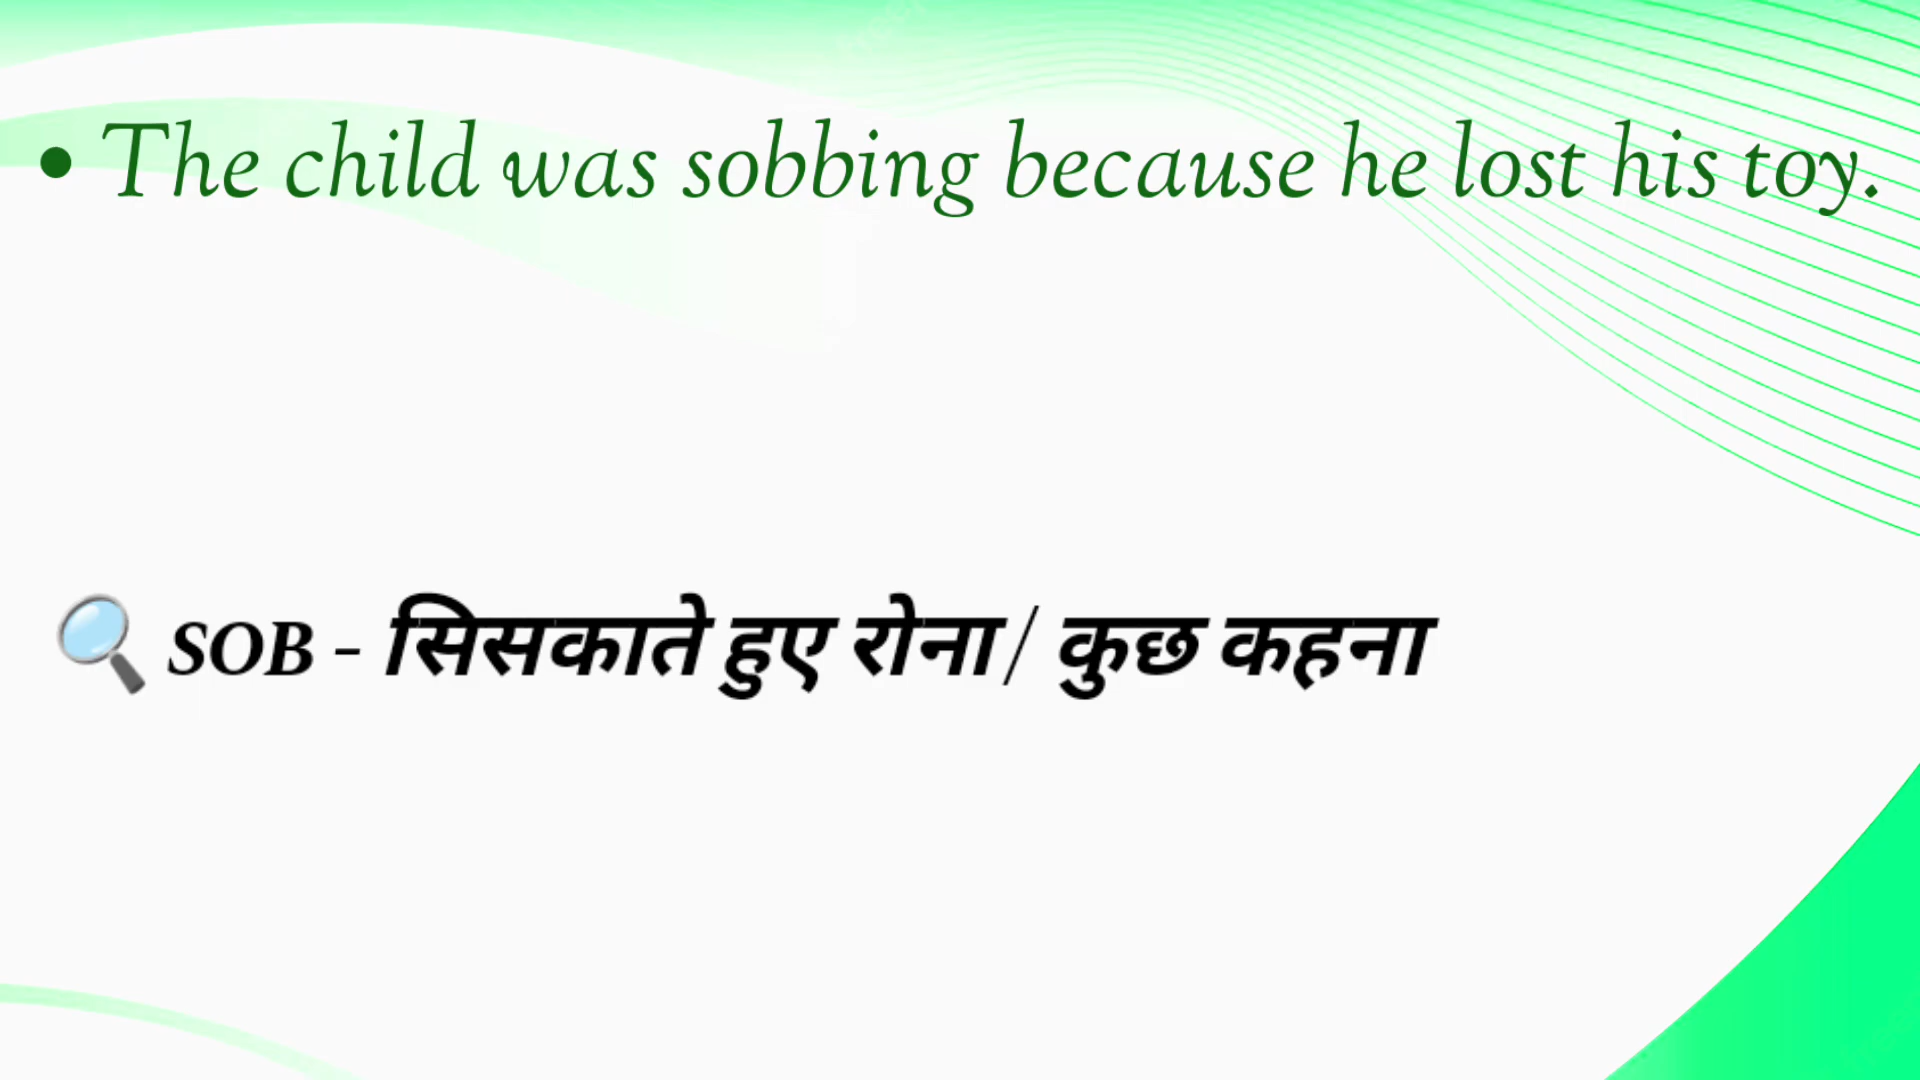 • The child was sobbing because he lost his toy.
🔍 SOB - सिसकाते हुए रोना/ कुछ कहना